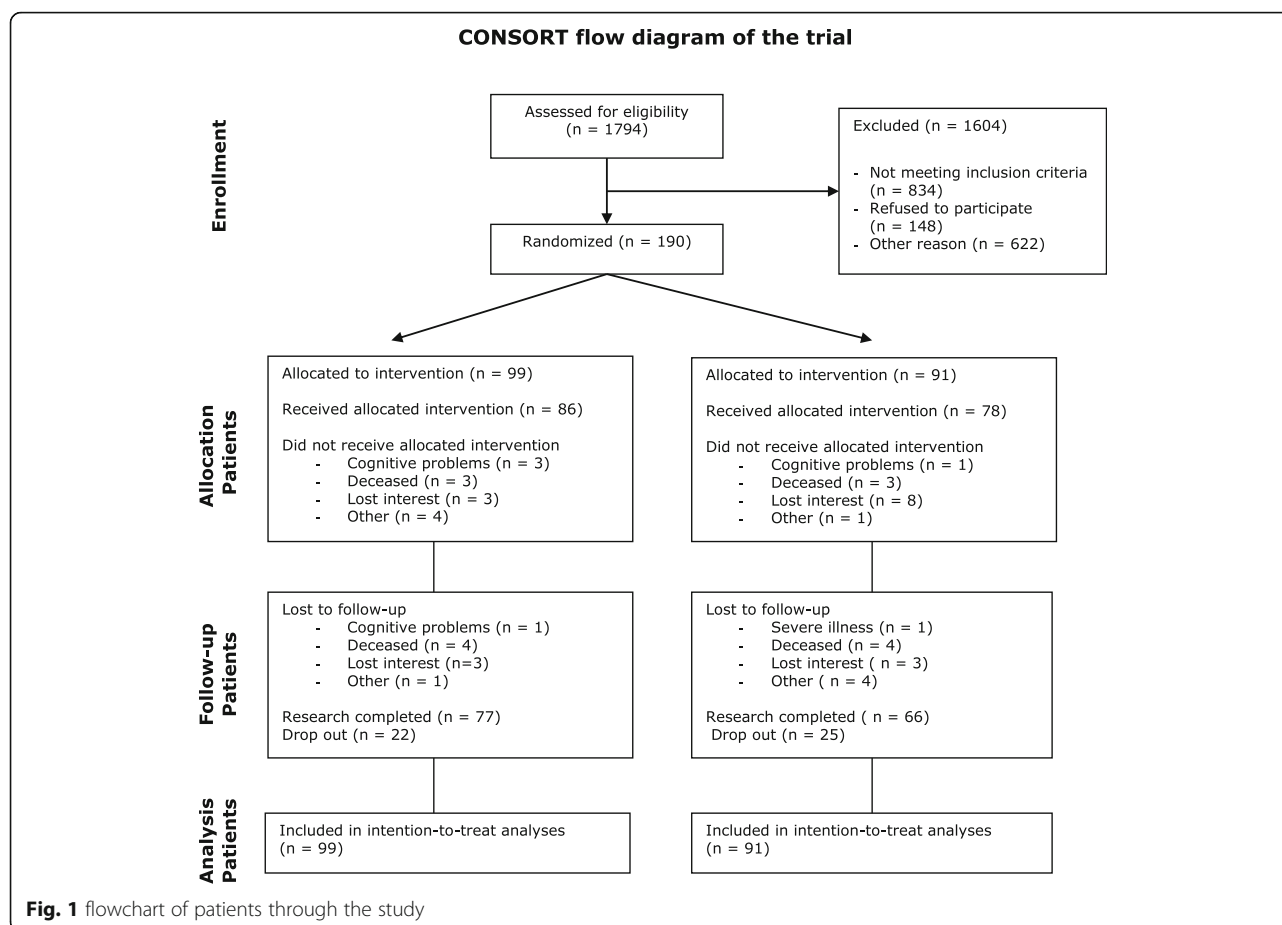 CONSORT flow diagram of the trial
Enrollment
Assessed for eligibility
(n = 1794)
Excluded (n = 1604)
- Not meeting inclusion criteria
(n = 834)
- Refused to participate
(n = 148)
- Other reason (n = 622)
Randomized (n = 190)
Allocation
Patients
Allocated to intervention (n = 99)
Received allocated intervention (n = 86)
Did not receive allocated intervention
- Cognitive problems (n = 3)
- Deceased (n = 3)
- Lost interest (n = 3)
- Other (n = 4)
Allocated to intervention (n = 91)
Received allocated intervention (n = 78)
Did not receive allocated intervention
- Cognitive problems (n = 1)
- Deceased (n = 3)
- Lost interest (n = 8)
- Other (n = 1)
Follow-up
Patients
Lost to follow-up
- Cognitive problems (n = 1)
- Deceased (n = 4)
- Lost interest (n=3)
- Other (n = 1)
Research completed (n = 77)
Drop out (n = 22)
Lost to follow-up
- Severe illness (n = 1)
- Deceased (n = 4)
- Lost interest ( n = 3)
- Other ( n = 4)
Research completed ( n = 66)
Drop out (n = 25)
Analysis
Patients
Included in intention-to-treat analyses
(n = 99)
Included in intention-to-treat analyses
(n = 91)
Fig. 1 flowchart of patients through the study